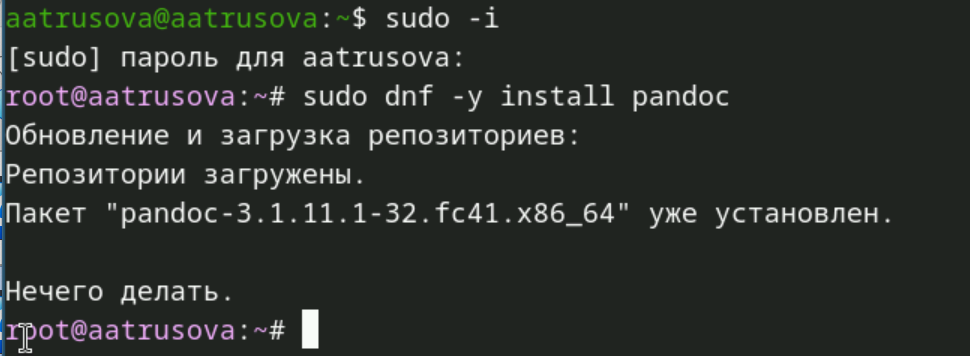 aatrusova@aatrusova:~$ sudo -i
[sudo] пароль для aatrusova:
root@aatrusova:~# sudo dnf -y install pandoc
Обновление и загрузка репозиториев:
Репозитории загружены.
Пакет "pandoc-3.1.11.1-32.fc41.x86_64" уже установлен.
Нечего делать.
root@aatrusova:~#